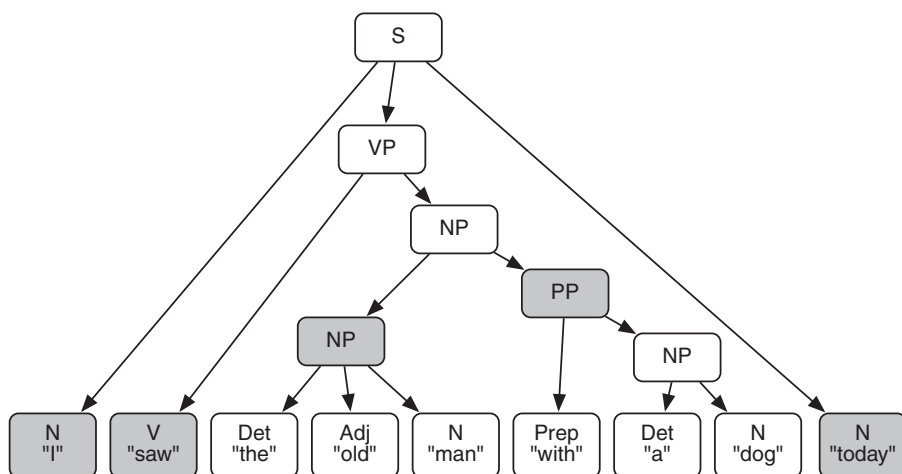 S
VP
NP
PP
NP
NP
N
"I"
V
"saw"
Det
"the"
Adj
"old"
N
"man"
Prep
"with"
Det
"a"
N
"dog"
N
"today"